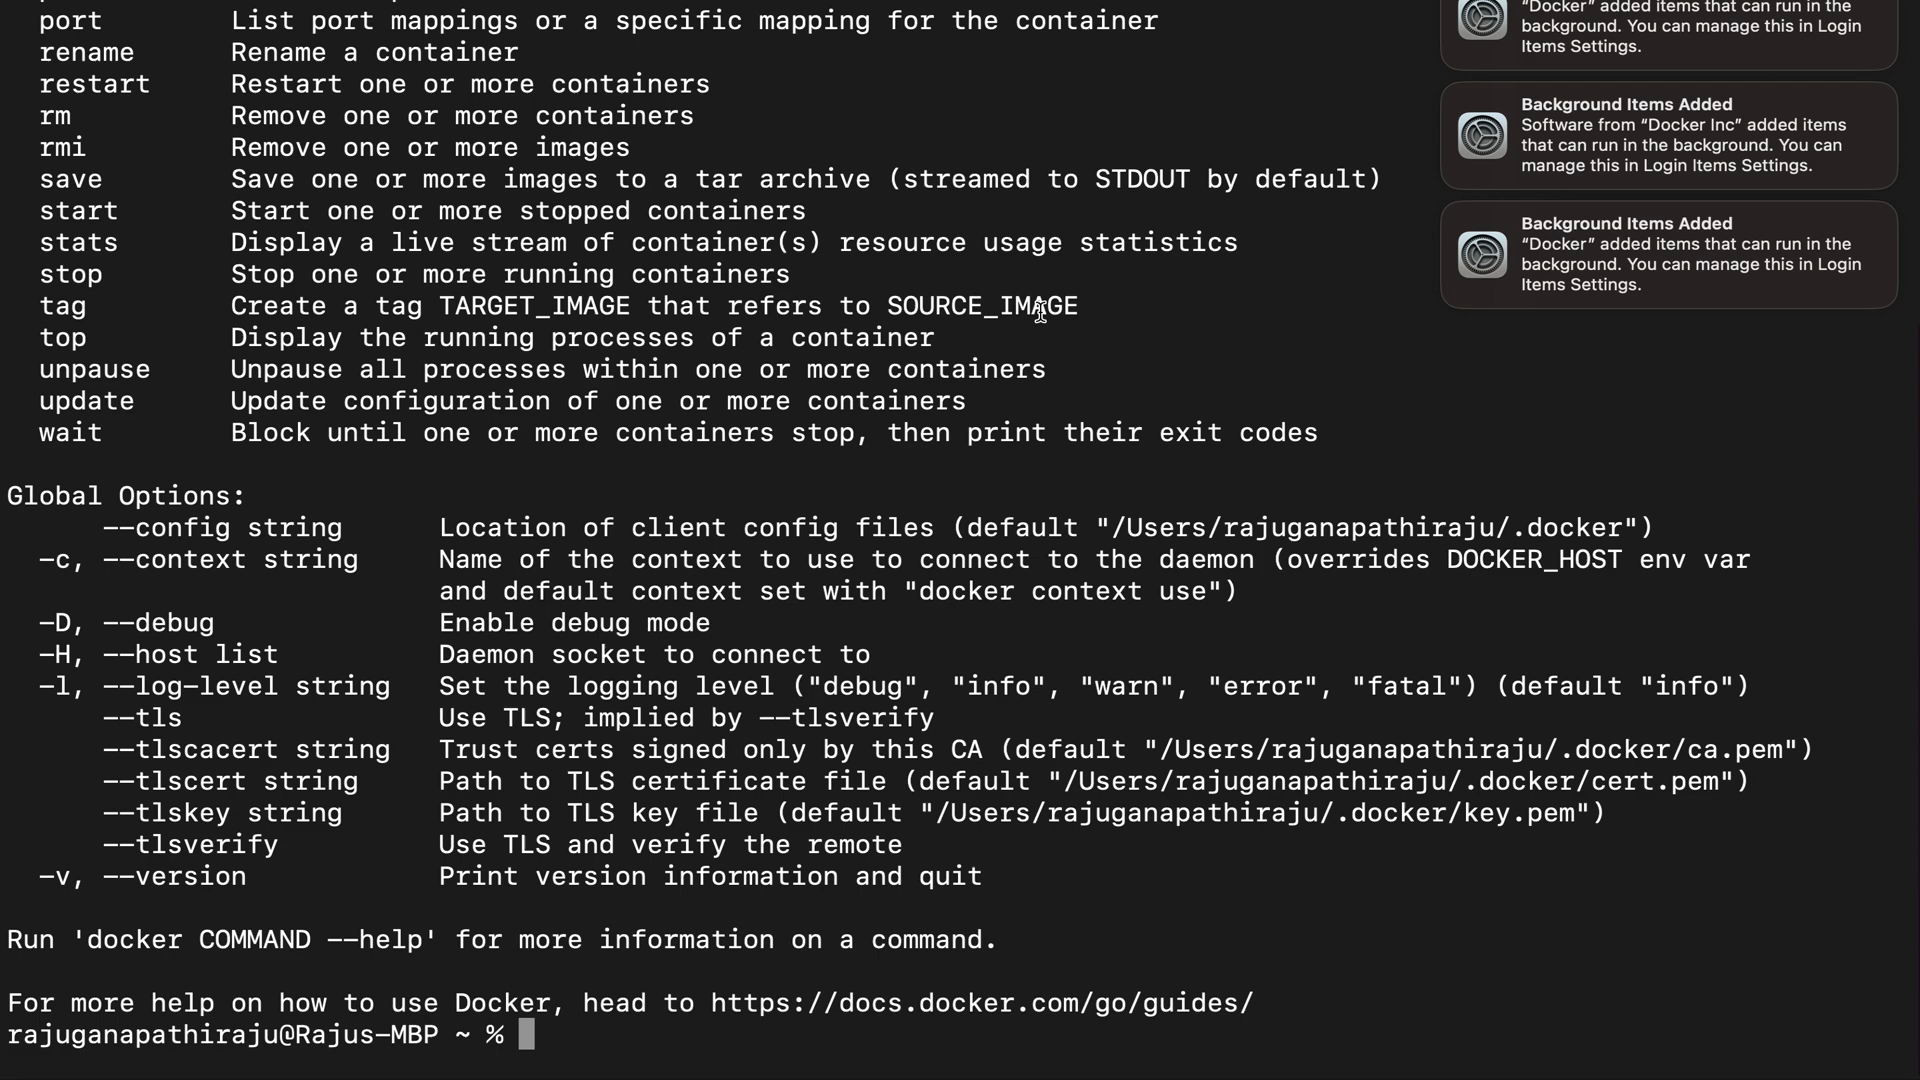 port            List port mappings or a specific mapping for the container
rename          Rename a container
restart         Restart one or more containers
rm              Remove one or more containers
rmi             Remove one or more images
save            Save one or more images to a tar archive (streamed to STDOUT by default)
start           Start one or more stopped containers
stats           Display a live stream of container(s) resource usage statistics
stop            Stop one or more running containers
tag             Create a tag TARGET_IMAGE that refers to SOURCE_IMAGE
top             Display the running processes of a container
unpause         Unpause all processes within one or more containers
update          Update configuration of one or more containers
wait            Block until one or more containers stop, then print their exit codes
Global Options:
--config string      Location of client config files (default "/Users/rajuganapathiraju/.docker")
-c, --context string     Name of the context to use to connect to the daemon (overrides DOCKER_HOST env var
and default context set with "docker context use")
-D, --debug              Enable debug mode
-H, --host list          Daemon socket to connect to
-l, --log-level string   Set the logging level ("debug", "info", "warn", "error", "fatal") (default "info")
--tls                Use TLS; implied by --tlsverify
--tlscacert string   Trust certs signed only by this CA (default "/Users/rajuganapathiraju/.docker/ca.pem")
--tlscert string     Path to TLS certificate file (default "/Users/rajuganapathiraju/.docker/cert.pem")
--tlskey string      Path to TLS key file (default "/Users/rajuganapathiraju/.docker/key.pem")
--tlsverify          Use TLS and verify the remote
-v, --version            Print version information and quit
Run 'docker COMMAND --help' for more information on a command.
For more help on how to use Docker, head to https://docs.docker.com/go/guides/
rajuganapathiraju@Rajus-MBP ~ %
“Docker” added items that can run in the
background. You can manage this in Login
Items Settings.
Background Items Added
Software from “Docker Inc” added items
that can run in the background. You can
manage this in Login Items Settings.
Background Items Added
“Docker” added items that can run in the
background. You can manage this in Login
Items Settings.